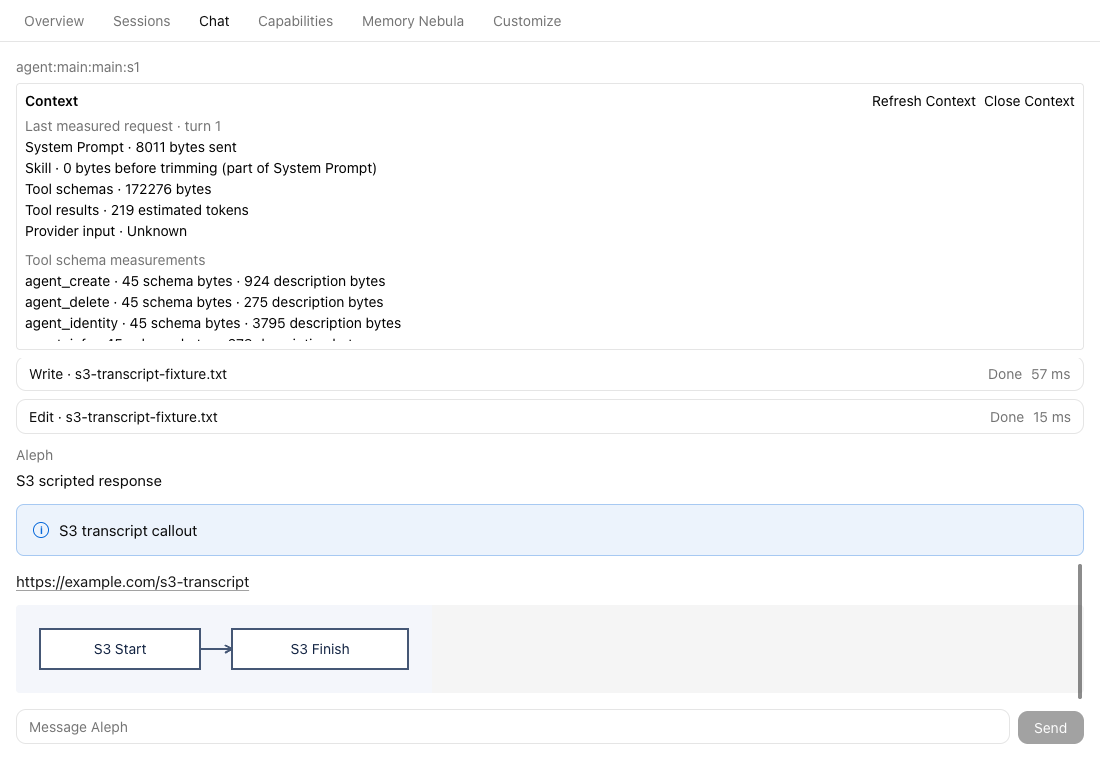 Overview Sessions Chat Capabilities Memory Nebula Customize
agent:main:main:s1
Context Refresh Context Close Context
Last measured request · turn 1
System Prompt · 8011 bytes sent
Skill · 0 bytes before trimming (part of System Prompt)
Tool schemas · 172276 bytes
Tool results · 219 estimated tokens
Provider input · Unknown
Tool schema measurements
agent_create · 45 schema bytes · 924 description bytes
agent_delete · 45 schema bytes · 275 description bytes
agent_identity · 45 schema bytes · 3795 description bytes
Write · s3-transcript-fixture.txt Done 57 ms
Edit · s3-transcript-fixture.txt Done 15 ms
Aleph
S3 scripted response
S3 transcript callout
https://example.com/s3-transcript
S3 Start S3 Finish
Message Aleph Send